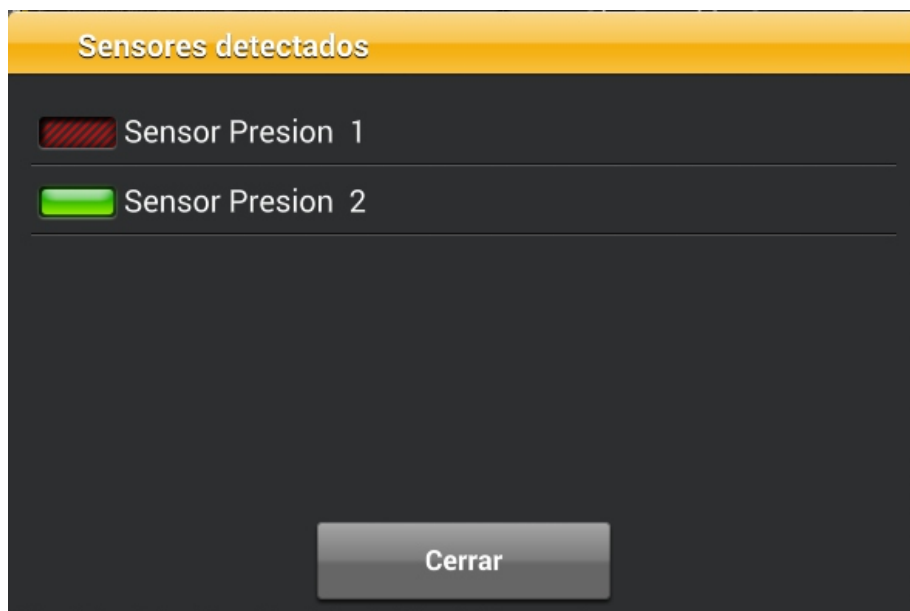 Sensores detectados
Sensor Presion 1
Sensor Presion 2
Cerrar